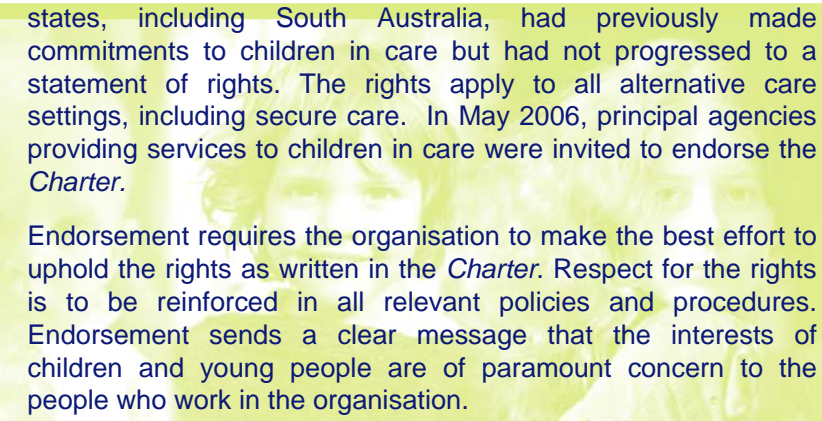 states, including South Australia, had previously made
commitments to children in care but had not progressed to a
statement of rights. The rights apply to all alternative care
settings, including secure care. In May 2006, principal agencies
providing services to children in care were invited to endorse the
Charter.
Endorsement requires the organisation to make the best effort to
uphold the rights as written in the Charter. Respect for the rights
is to be reinforced in all relevant policies and procedures.
Endorsement sends a clear message that the interests of
children and young people are of paramount concern to the
people who work in the organisation.